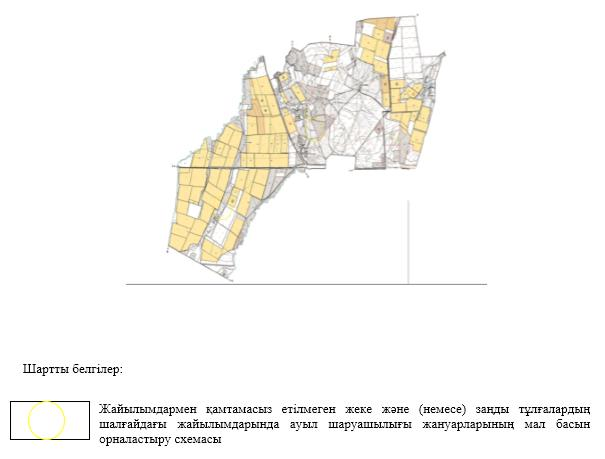 Шартты белгілер:
Жайылымдармен қамтамасыз етілмеген жеке және (немесе) заңды тұлғалардың
шалғайдағы жайылымдарында ауыл шаруашылығы жануарларының мал басын
орналастыру схемасы